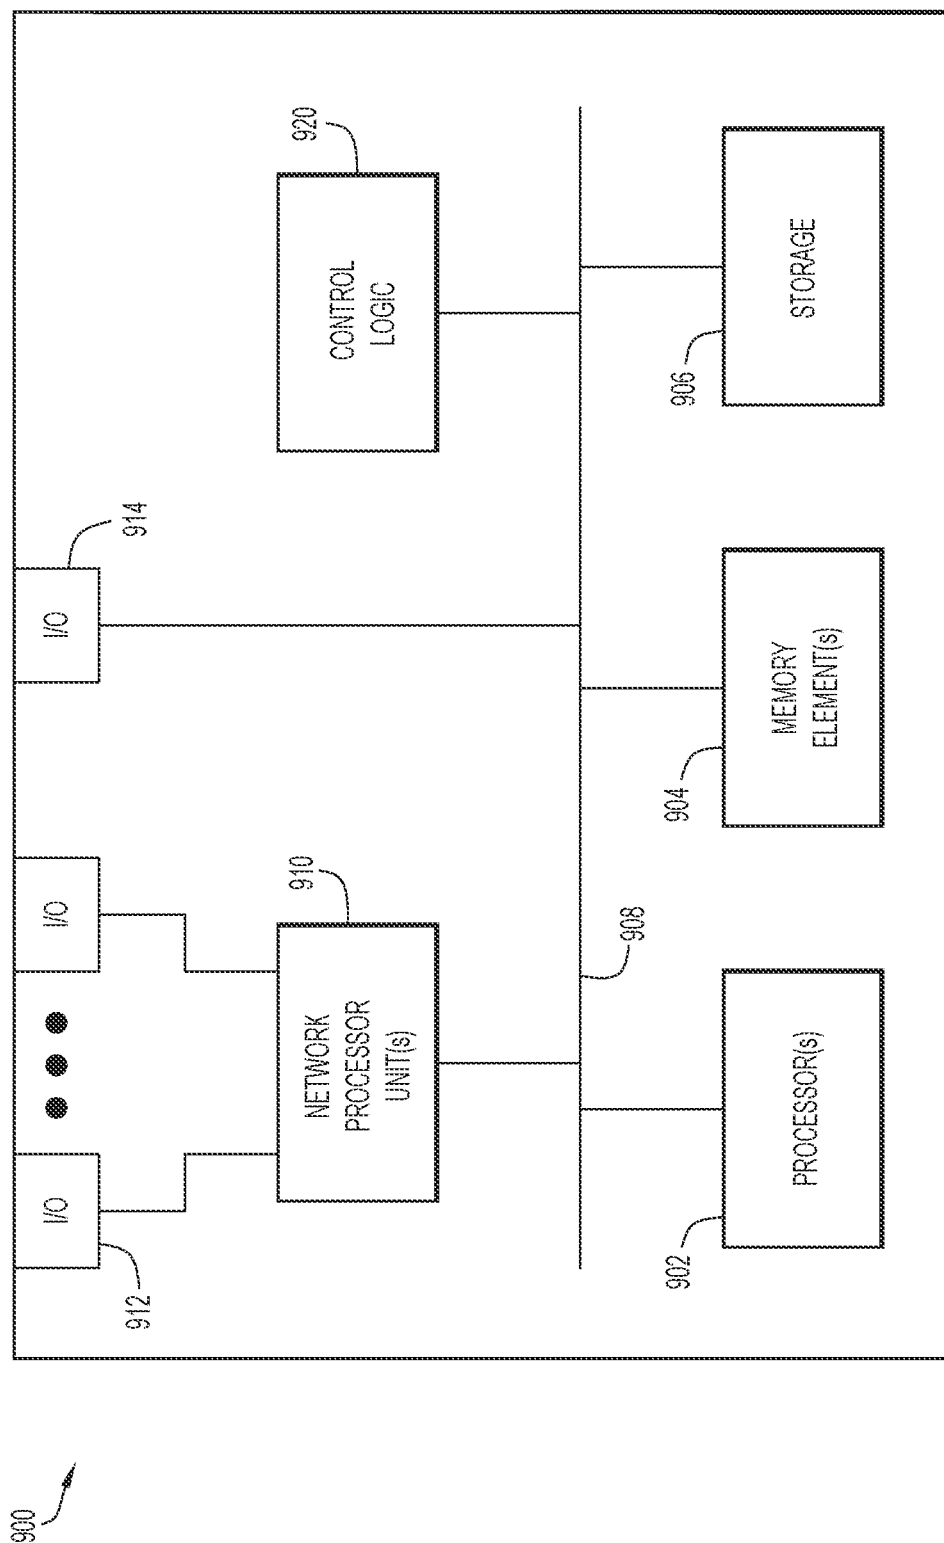 900
I/O
912
I/O
I/O
914
NETWORK
PROCESSOR
UNIT(s)
910
CONTROL
LOGIC
920
908
902
PROCESSOR(s)
904
MEMORY
ELEMENT(s)
906
STORAGE